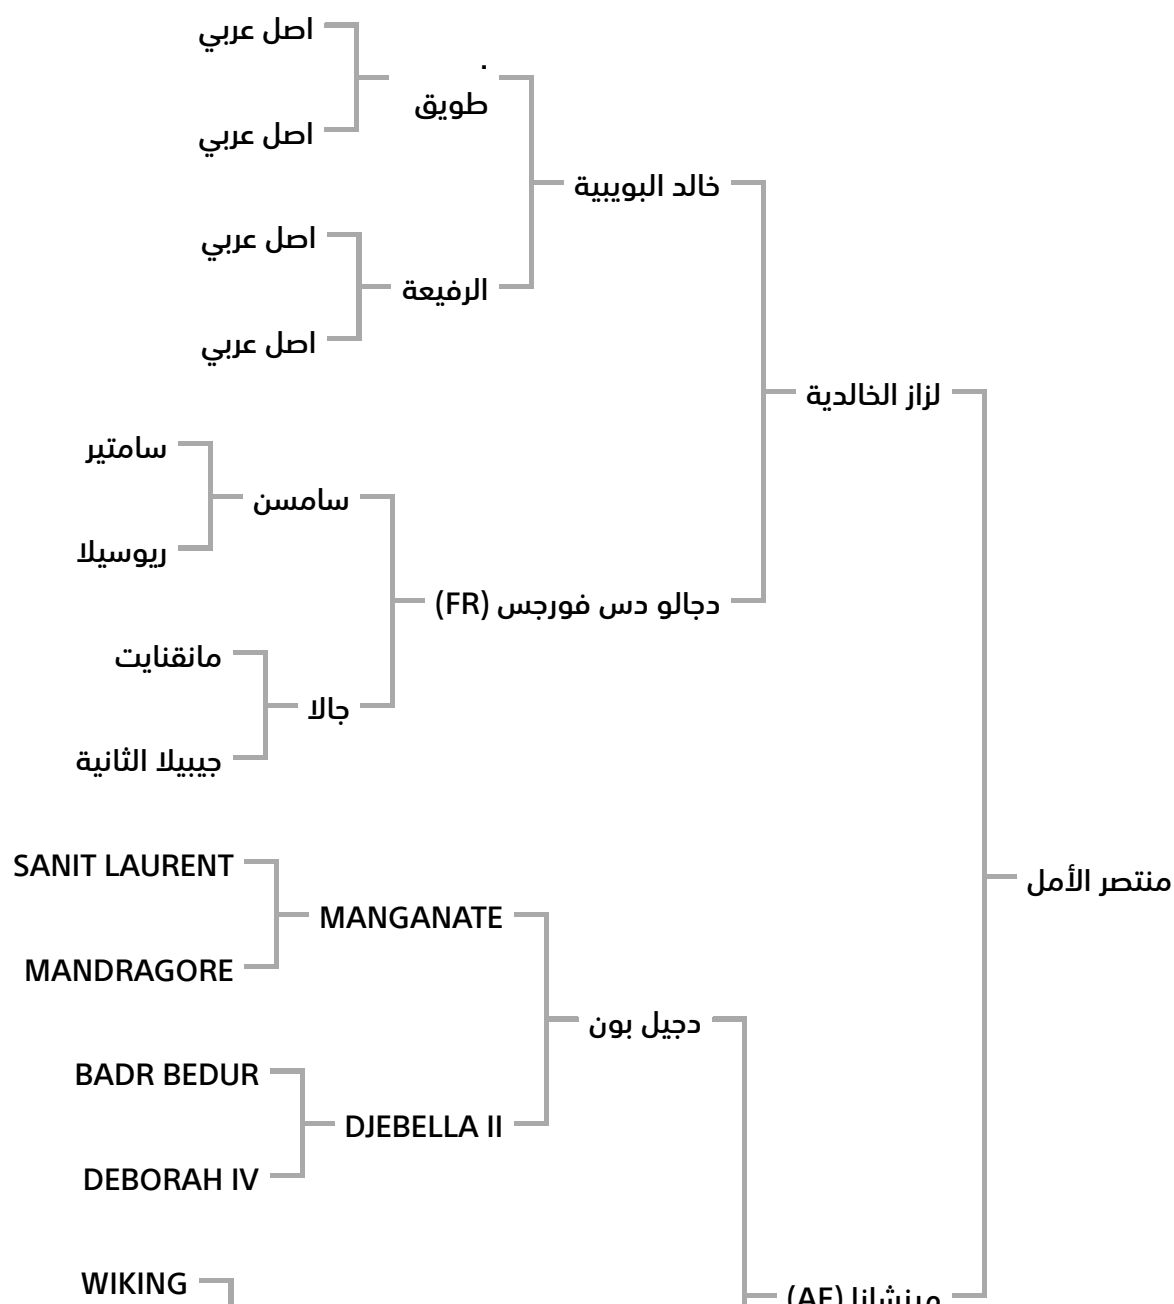 اصل عربي
.
طويق
اصل عربي
خالد البويبية
اصل عربي
الرفيعة
اصل عربي
لزاز الخالدية
سامتير
سامسن
ريوسيلا
دجالو دس فورجس (FR)
مانقنايت
جالا
جيبيلا الثانية
SANIT LAURENT
منتصر الأمل
MANGANATE
MANDRAGORE
دجيل بون
BADR BEDUR
DJEBELLA II
DEBORAH IV
WIKING